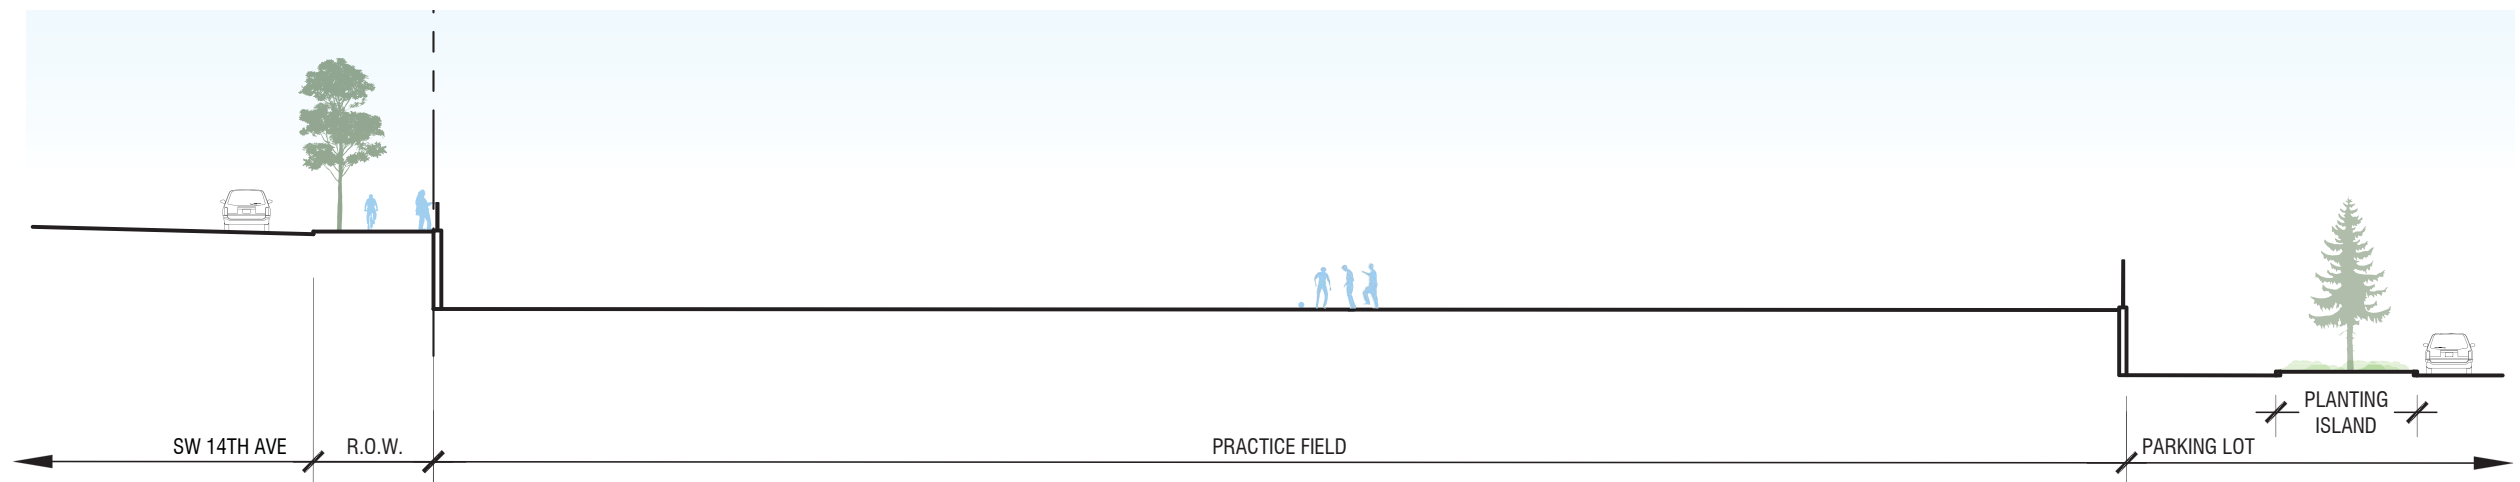 PLANTING
ISLAND
SW 14TH AVE
R.O.W.
PRACTICE FIELD
PARKING LOT